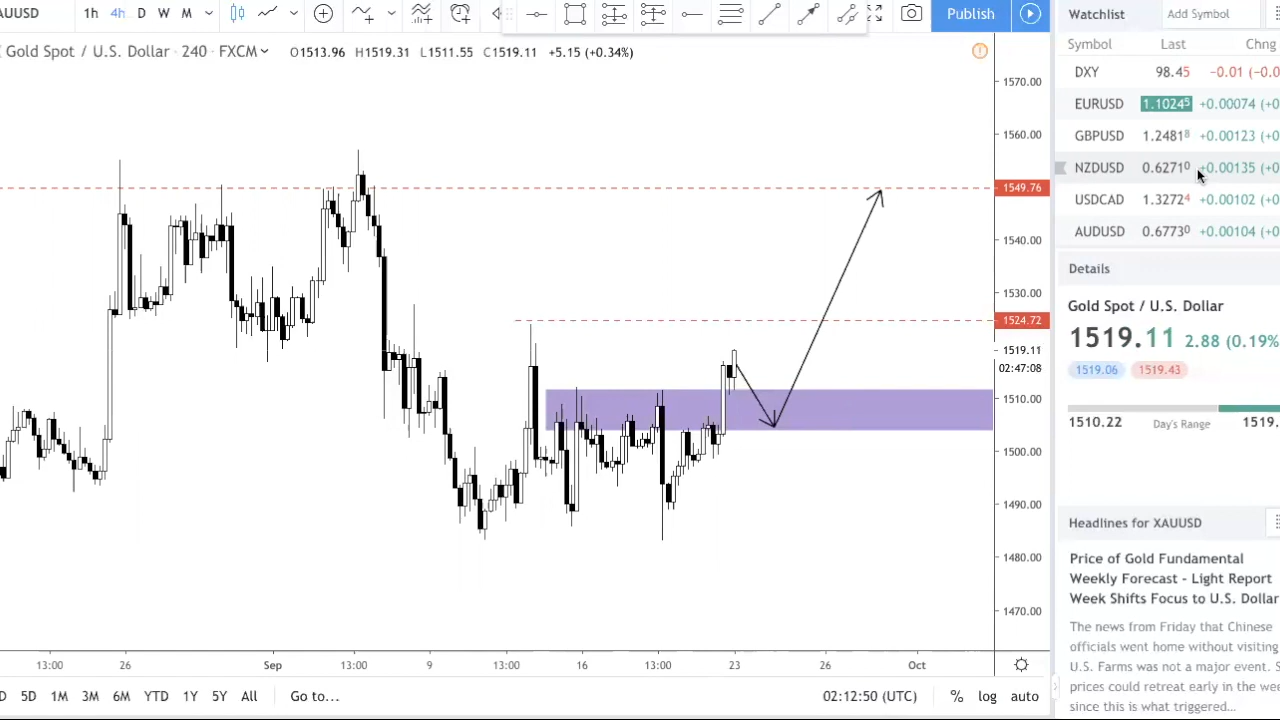 AUUSD 1h 4h D W M Publish
Gold Spot / U.S. Dollar · 240 · FXCM O1513.96 H1519.31 L1511.55 C1519.11 +5.15 (+0.34%)
1570.00
1560.00
1549.76
1540.00
1530.00
1524.72
1519.11
02:47:08
1510.00
1500.00
1490.00
1480.00
1470.00
13:00 26 Sep 13:00 9 13:00 16 13:00 23 26 Oct
D 5D 1M 3M 6M YTD 1Y 5Y All Go to... 02:12:50 (UTC) % log auto
Watchlist Add Symbol
Symbol Last Chng
DXY 98.45 −0.01 (−0.0
EURUSD 1.10245 +0.00074 (+0
GBPUSD 1.24818 +0.00123 (+0
NZDUSD 0.62710 +0.00135 (+0
USDCAD 1.32724 +0.00102 (+0
AUDUSD 0.67730 +0.00104 (+0
Details
Gold Spot / U.S. Dollar
1519.11 2.88 (0.19%
1519.06 1519.43
1510.22 Day's Range 1519.
Headlines for XAUUSD
Price of Gold Fundamental
Weekly Forecast - Light Report
Week Shifts Focus to U.S. Dollar
The news from Friday that Chinese
officials went home without visiting
U.S. Farms was not a major event. S
prices could retreat early in the wee
since this is what triggered...